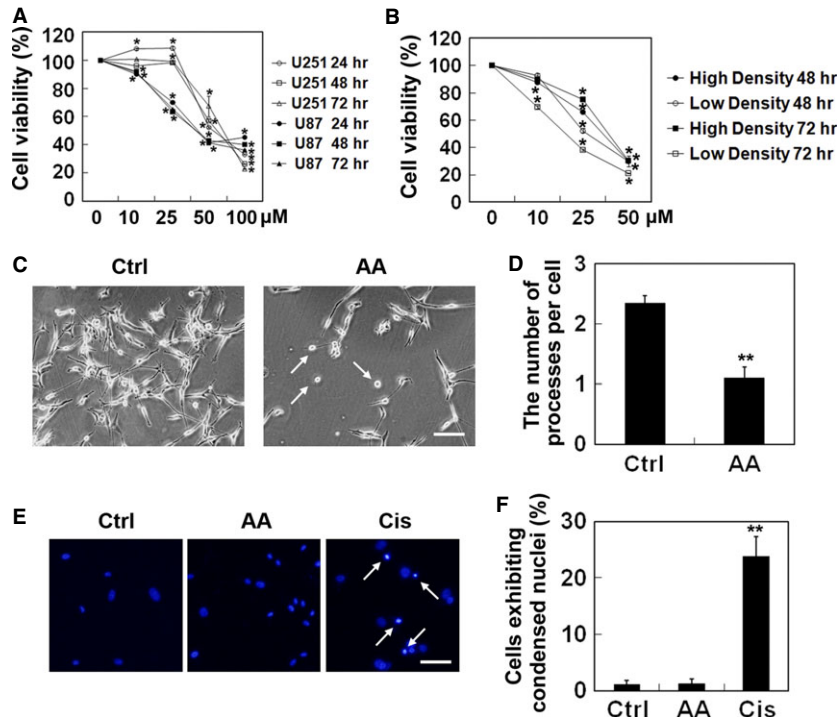 A
Cell viability (%)
120
100
80
60
40
20
0
0 10 25 50 100 μM
U251 24 hr
U251 48 hr
U251 72 hr
U87 24 hr
U87 48 hr
U87 72 hr
* * * * * * * * * * * * * * * * * * * *
B
Cell viability (%)
120
100
80
60
40
20
0
0 10 25 50 μM
High Density 48 hr
Low Density 48 hr
High Density 72 hr
Low Density 72 hr
* * * * * * * * *
C
Ctrl AA
D
The number of
processes per cell
3
2
1
0
**
Ctrl AA
E
Ctrl AA Cis
F
Cells exhibiting
condensed nuclei (%)
30
20
10
0
**
Ctrl AA Cis